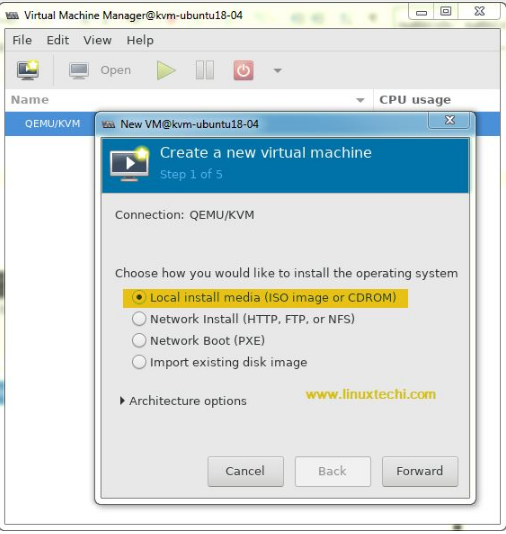 Virtual Machine Manager@kvm-ubuntu18-04
File Edit View Help
Open
Name CPU usage
QEMU/KVM
New VM@kvm-ubuntu18-04
Create a new virtual machine
Step 1 of 5
Connection: QEMU/KVM
Choose how you would like to install the operating system
Local install media (ISO image or CDROM)
Network Install (HTTP, FTP, or NFS)
Network Boot (PXE)
Import existing disk image
Architecture options
www.linuxtechi.com
Cancel Back Forward